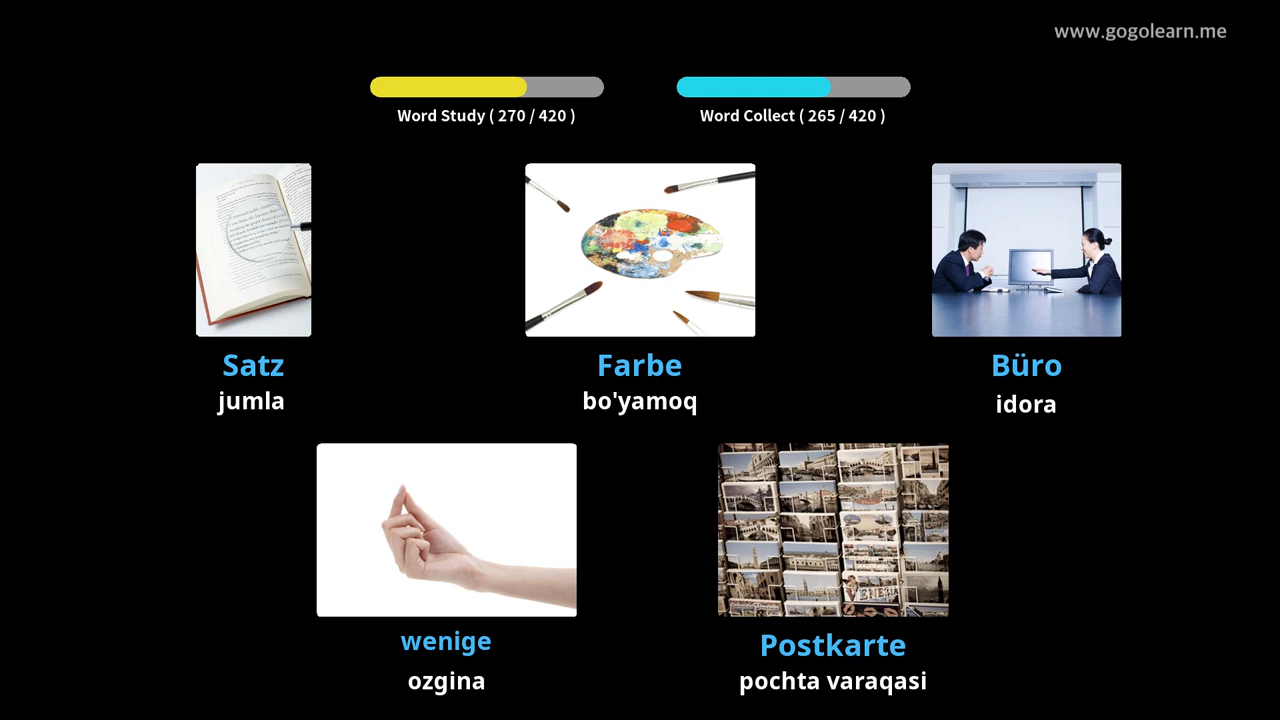 www.gogolearn.me
Word Study ( 270 / 420 )
Word Collect ( 265 / 420 )
Satz
jumla
Farbe
bo'yamoq
Büro
idora
wenige
ozgina
VENEZIA
Postkarte
pochta varaqasi